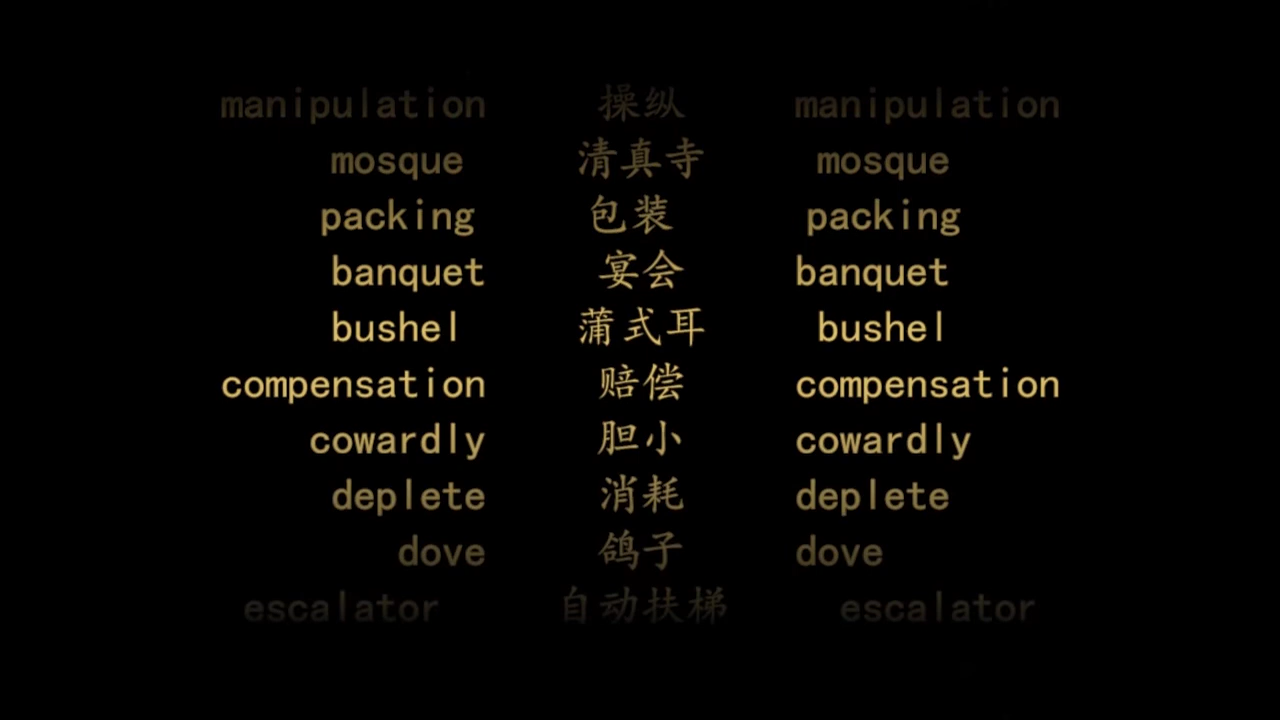 manipulation 操纵 manipulation
mosque 清真寺 mosque
packing 包装 packing
banquet 宴会 banquet
bushel 蒲式耳 bushel
compensation 赔偿 compensation
cowardly 胆小 cowardly
deplete 消耗 deplete
dove 鸽子 dove
escalator 自动扶梯 escalator